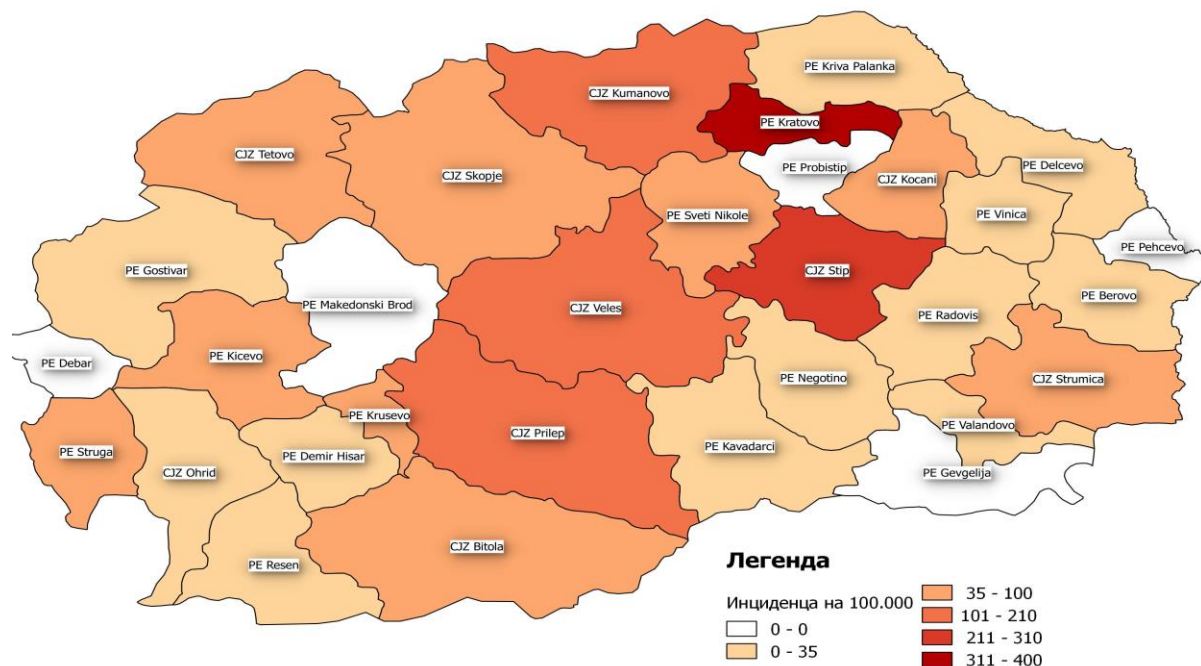 PE Kriva Palanka
CJZ Kumanovo
PE Kratovo
CJZ Tetovo
PE Probistip
PE Delcevo
CJZ Skopje
CJZ Kocani
PE Sveti Nikole
PE Vinica
PE Pehcevo
PE Gostivar
CJZ Stip
PE Berovo
PE Makedonski Brod
CJZ Veles
PE Radovis
PE Kicevo
PE Debar
PE Negotino
CJZ Strumica
PE Krusevo
PE Valandovo
CJZ Prilep
PE Kavadarci
PE Struga
PE Demir Hisar
CJZ Ohrid
PE Gevgelija
CJZ Bitola
PE Resen
Легенда
Инциденца на 100.000
0 - 0
0 - 35
35 - 100
101 - 210
211 - 310
311 - 400